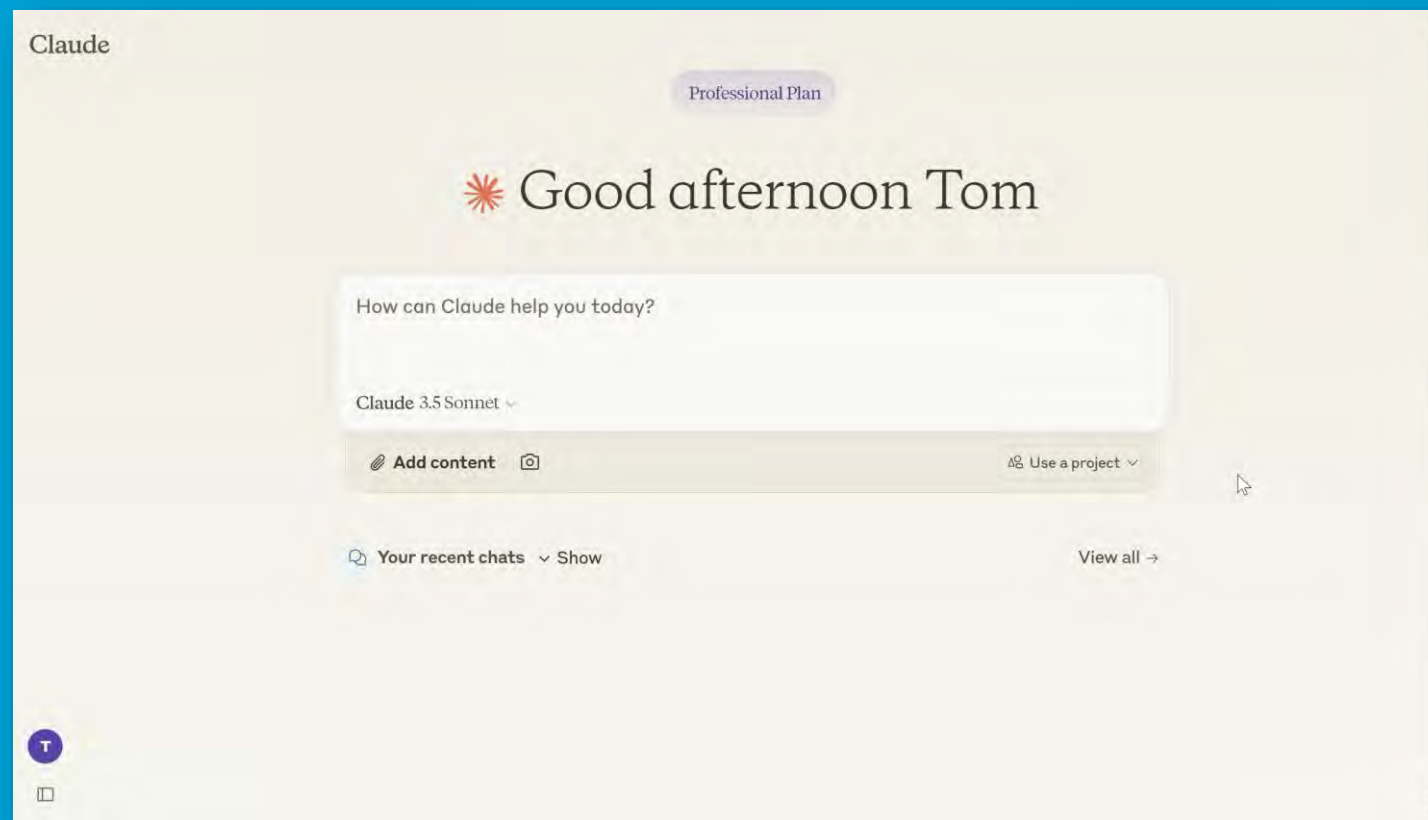 Claude
Professional Plan
Good afternoon Tom
How can Claude help you today?
Claude 3.5 Sonnet
Add content
Use a project
Your recent chats Show
View all →
T